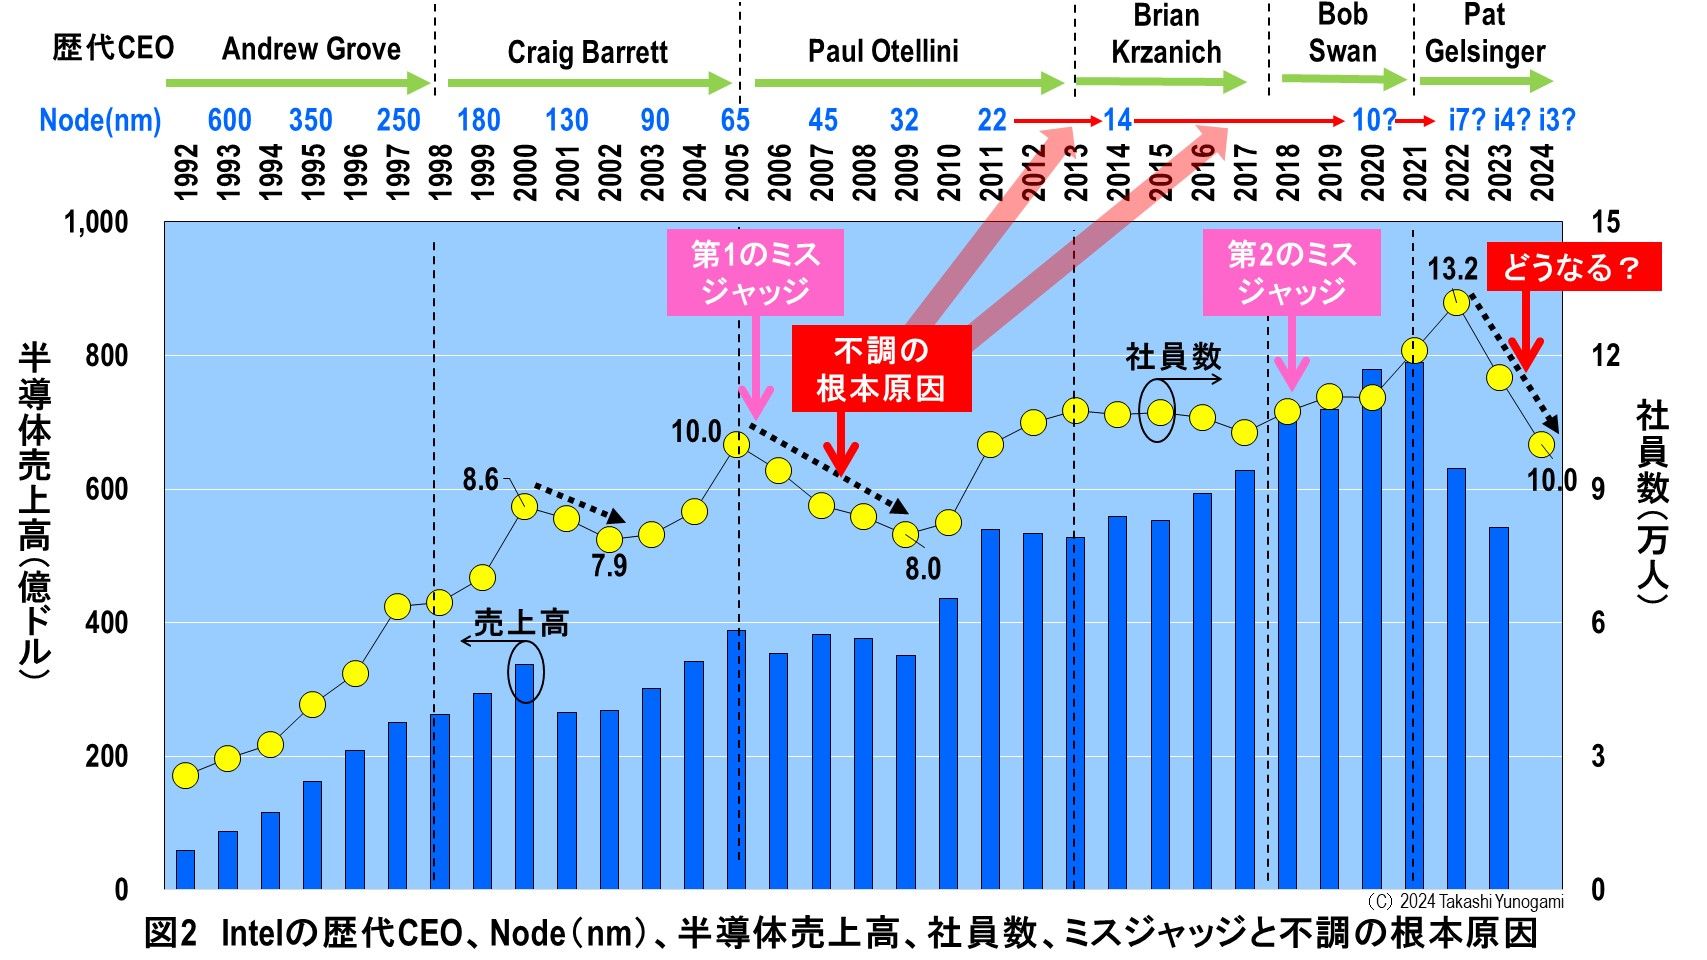 歴代CEO
Andrew Grove
Craig Barrett
Paul Otellini
Brian
Krzanich
Bob
Swan
Pat
Gelsinger
Node(nm)
600 350 250 180 130 90 65 45 32 22 14 10? i7? i4? i3?
1992 1993 1994 1995 1996 1997 1998 1999 2000 2001 2002 2003 2004 2005 2006 2007 2008 2009 2010 2011 2012 2013 2014 2015 2016 2017 2018 2019 2020 2021 2022 2023 2024
半導体売上高(億ドル)
1,000
800
600
400
200
0
第1のミス
ジャッジ
不調の
根本原因
第2のミス
ジャッジ
どうなる？
社員数
売上高
8.6
7.9
10.0
8.0
13.2
10.0
15
12
9
6
3
0
社員数(万人)
（C） 2024 Takashi Yunogami
図2 Intelの歴代CEO、Node（nm）、半導体売上高、社員数、ミスジャッジと不調の根本原因